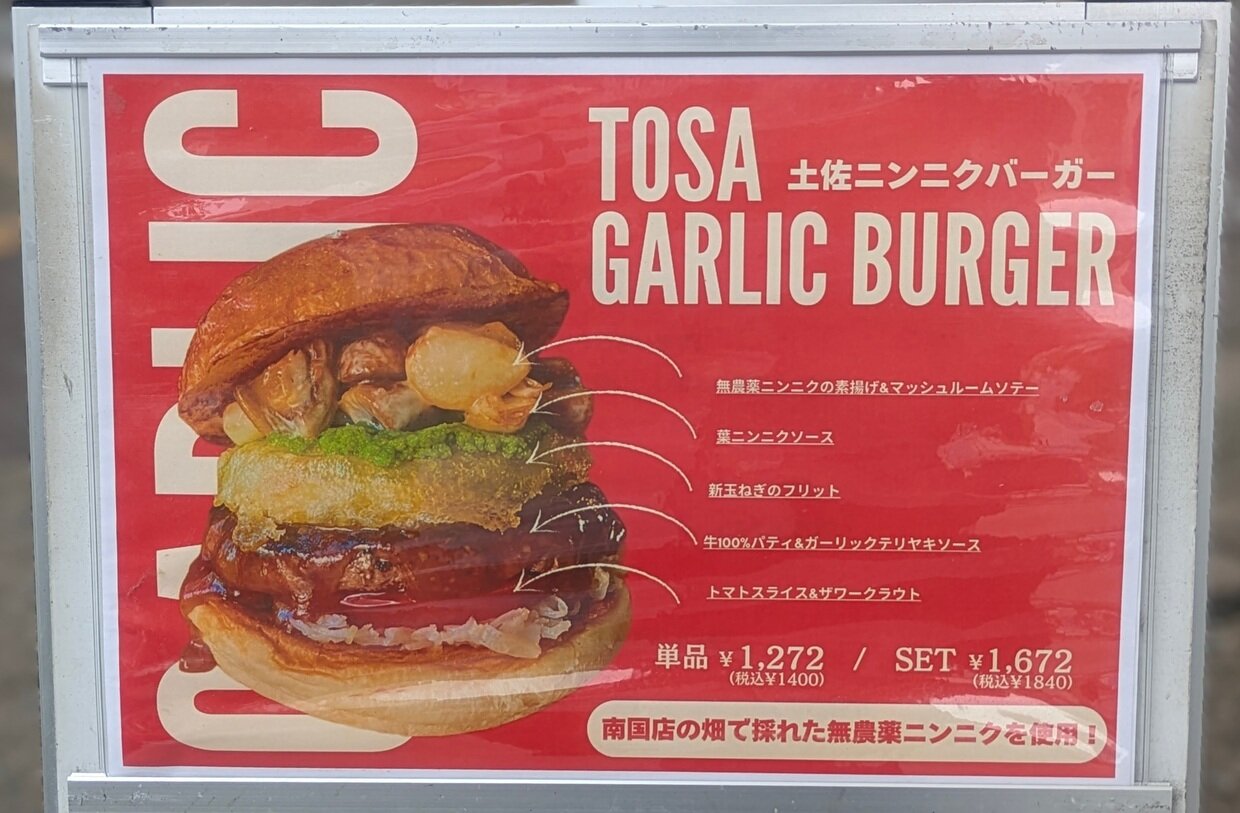 GARLIC
TOSA
土佐ニンニクバーガー
GARLIC BURGER
無農薬ニンニクの素揚げ&マッシュルームソテー
葉ニンニクソース
新玉ねぎのフリット
牛100%パティ&ガーリックテリヤキソース
トマトスライス&ザワークラウト
単品 ¥1,272 / SET ¥1,672
(税込¥1400) (税込¥1840)
南国店の畑で採れた無農薬ニンニクを使用!